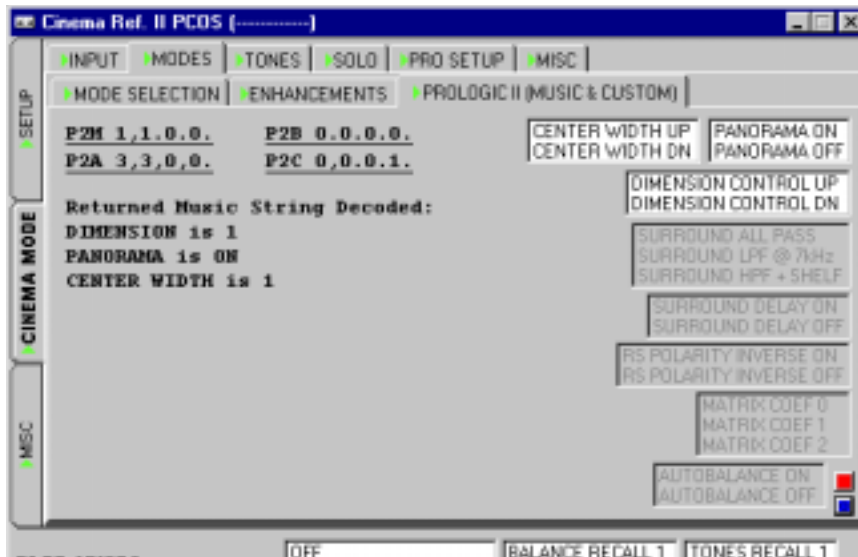 Cinema Ref. II PCOS (------------)
INPUT MODES TONES SOLO PRO SETUP MISC
MODE SELECTION ENHANCEMENTS PROLOGIC II (MUSIC & CUSTOM)
SETUP
CINEMA MODE
MISC
P2M 1,1.0.0. P2B 0.0.0.0.
P2A 3,3,0,0. P2C 0,0.0.1.
Returned Music String Decoded:
DIMENSION is 1
PANORAMA is ON
CENTER WIDTH is 1
CENTER WIDTH UP
CENTER WIDTH DN
PANORAMA ON
PANORAMA OFF
DIMENSION CONTROL UP
DIMENSION CONTROL DN
SURROUND ALL PASS
SURROUND LPF @ 7kHz
SURROUND HPF + SHELF
SURROUND DELAY ON
SURROUND DELAY OFF
RS POLARITY INVERSE ON
RS POLARITY INVERSE OFF
MATRIX COEF 0
MATRIX COEF 1
MATRIX COEF 2
AUTOBALANCE ON
AUTOBALANCE OFF
OFF
BALANCE RECALL 1
TONES RECALL 1